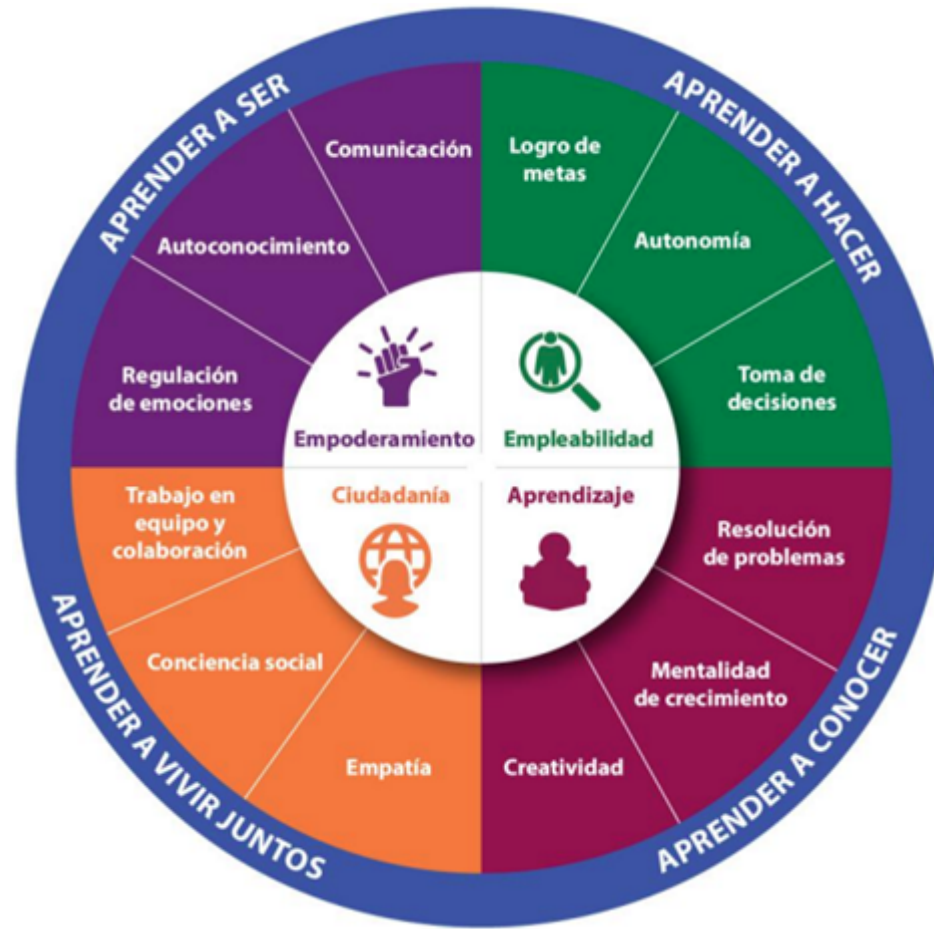 APRENDER A SER
Comunicación
Autoconocimiento
Regulación
de emociones
Empoderamiento
APRENDER A HACER
Logro de
metas
Autonomía
Toma de
decisiones
Empleabilidad
APRENDER A VIVIR JUNTOS
Ciudadanía
Trabajo en
equipo y
colaboración
Conciencia social
Empatía
APRENDER A CONOCER
Aprendizaje
Resolución
de problemas
Mentalidad
de crecimiento
Creatividad